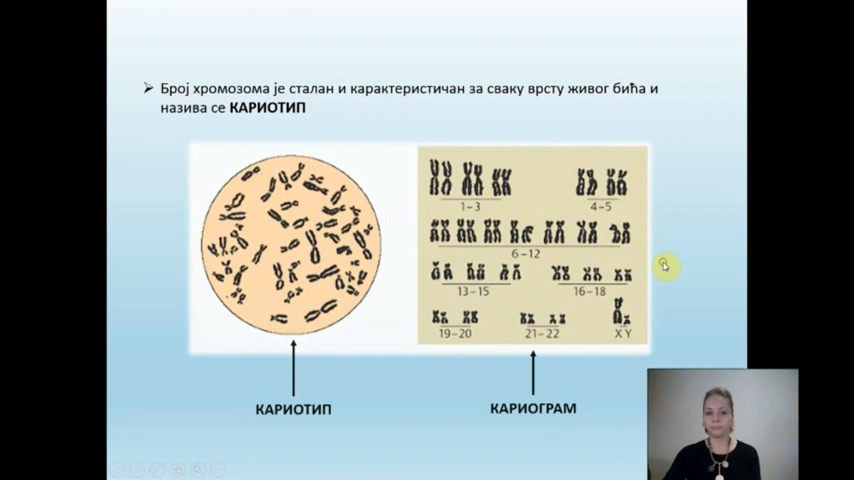 Број хромозома је сталан и карактеристичан за сваку врсту живог бића и
назива се КАРИОТИП
1-3
4-5
6-12
13-15
16-18
19-20
21-22
X Y
КАРИОТИП
КАРИОГРАМ